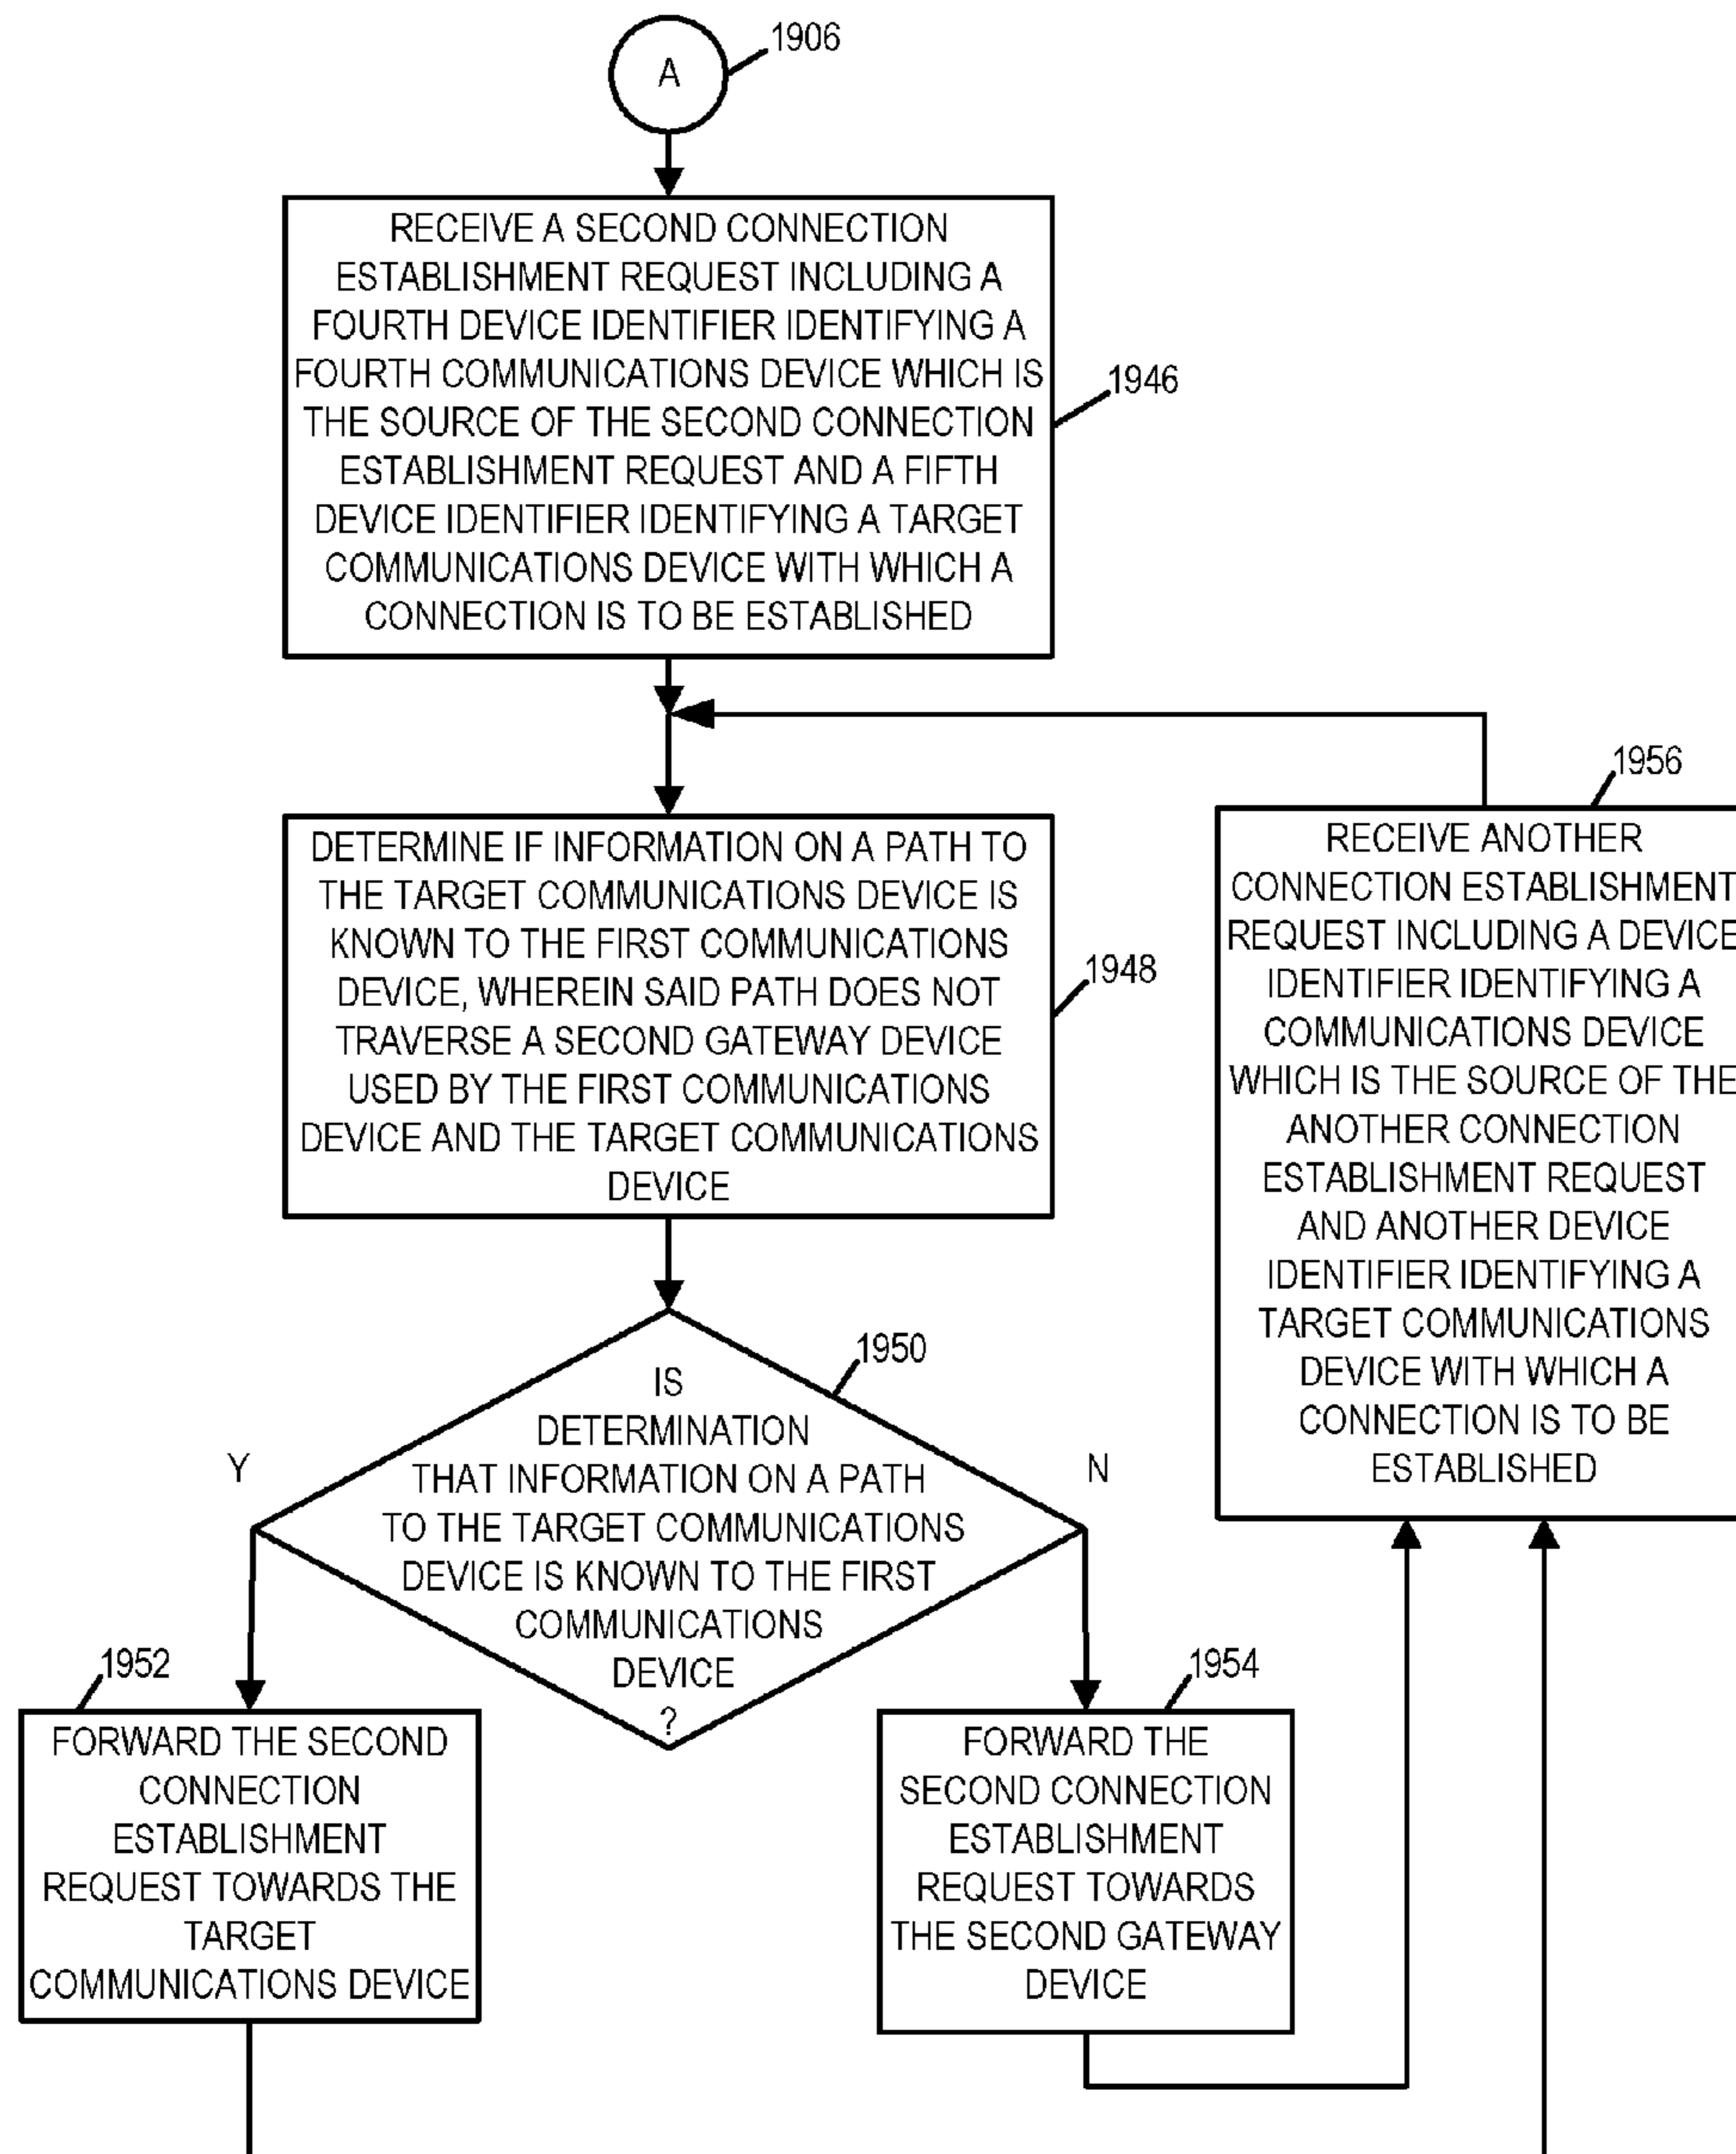 A
1906
RECEIVE A SECOND CONNECTION
ESTABLISHMENT REQUEST INCLUDING A
FOURTH DEVICE IDENTIFIER IDENTIFYING A
FOURTH COMMUNICATIONS DEVICE WHICH IS
THE SOURCE OF THE SECOND CONNECTION
ESTABLISHMENT REQUEST AND A FIFTH
DEVICE IDENTIFIER IDENTIFYING A TARGET
COMMUNICATIONS DEVICE WITH WHICH A
CONNECTION IS TO BE ESTABLISHED
1946
DETERMINE IF INFORMATION ON A PATH TO
THE TARGET COMMUNICATIONS DEVICE IS
KNOWN TO THE FIRST COMMUNICATIONS
DEVICE, WHEREIN SAID PATH DOES NOT
TRAVERSE A SECOND GATEWAY DEVICE
USED BY THE FIRST COMMUNICATIONS
DEVICE AND THE TARGET COMMUNICATIONS
DEVICE
1948
1956
RECEIVE ANOTHER
CONNECTION ESTABLISHMENT
REQUEST INCLUDING A DEVICE
IDENTIFIER IDENTIFYING A
COMMUNICATIONS DEVICE
WHICH IS THE SOURCE OF THE
ANOTHER CONNECTION
ESTABLISHMENT REQUEST
AND ANOTHER DEVICE
IDENTIFIER IDENTIFYING A
TARGET COMMUNICATIONS
DEVICE WITH WHICH A
CONNECTION IS TO BE
ESTABLISHED
1950
IS
DETERMINATION
THAT INFORMATION ON A PATH
TO THE TARGET COMMUNICATIONS
DEVICE IS KNOWN TO THE FIRST
COMMUNICATIONS
DEVICE
?
Y
N
1952
FORWARD THE SECOND
CONNECTION
ESTABLISHMENT
REQUEST TOWARDS THE
TARGET
COMMUNICATIONS DEVICE
1954
FORWARD THE
SECOND CONNECTION
ESTABLISHMENT
REQUEST TOWARDS
THE SECOND GATEWAY
DEVICE